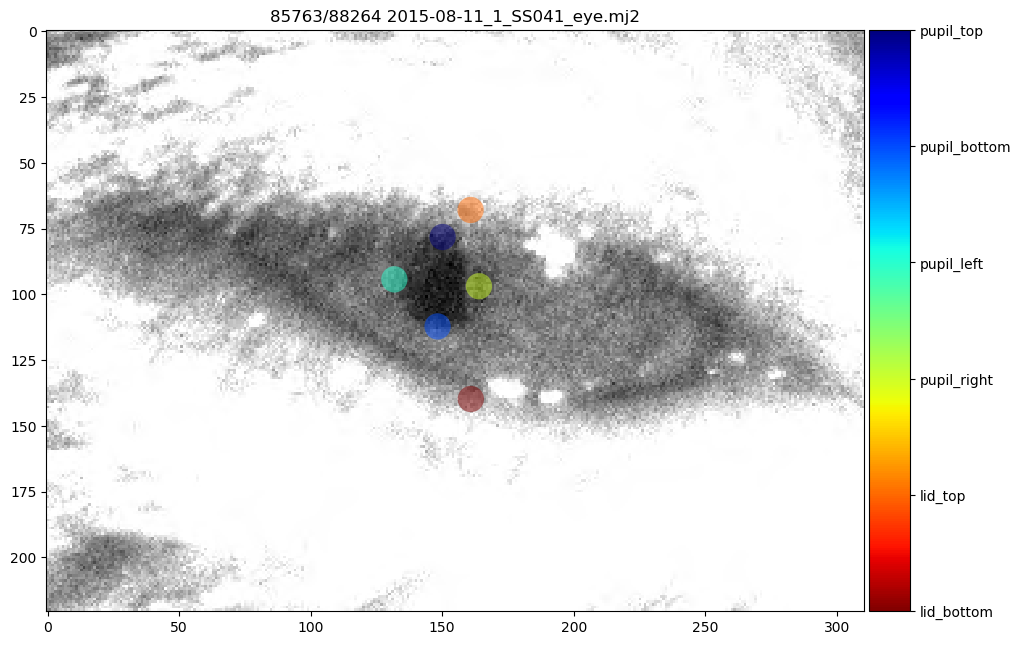 85763/88264 2015-08-11_1_SS041_eye.mj2
0
25
50
75
100
125
150
175
200
0 50 100 150 200 250 300
pupil_top
pupil_bottom
pupil_left
pupil_right
lid_top
lid_bottom